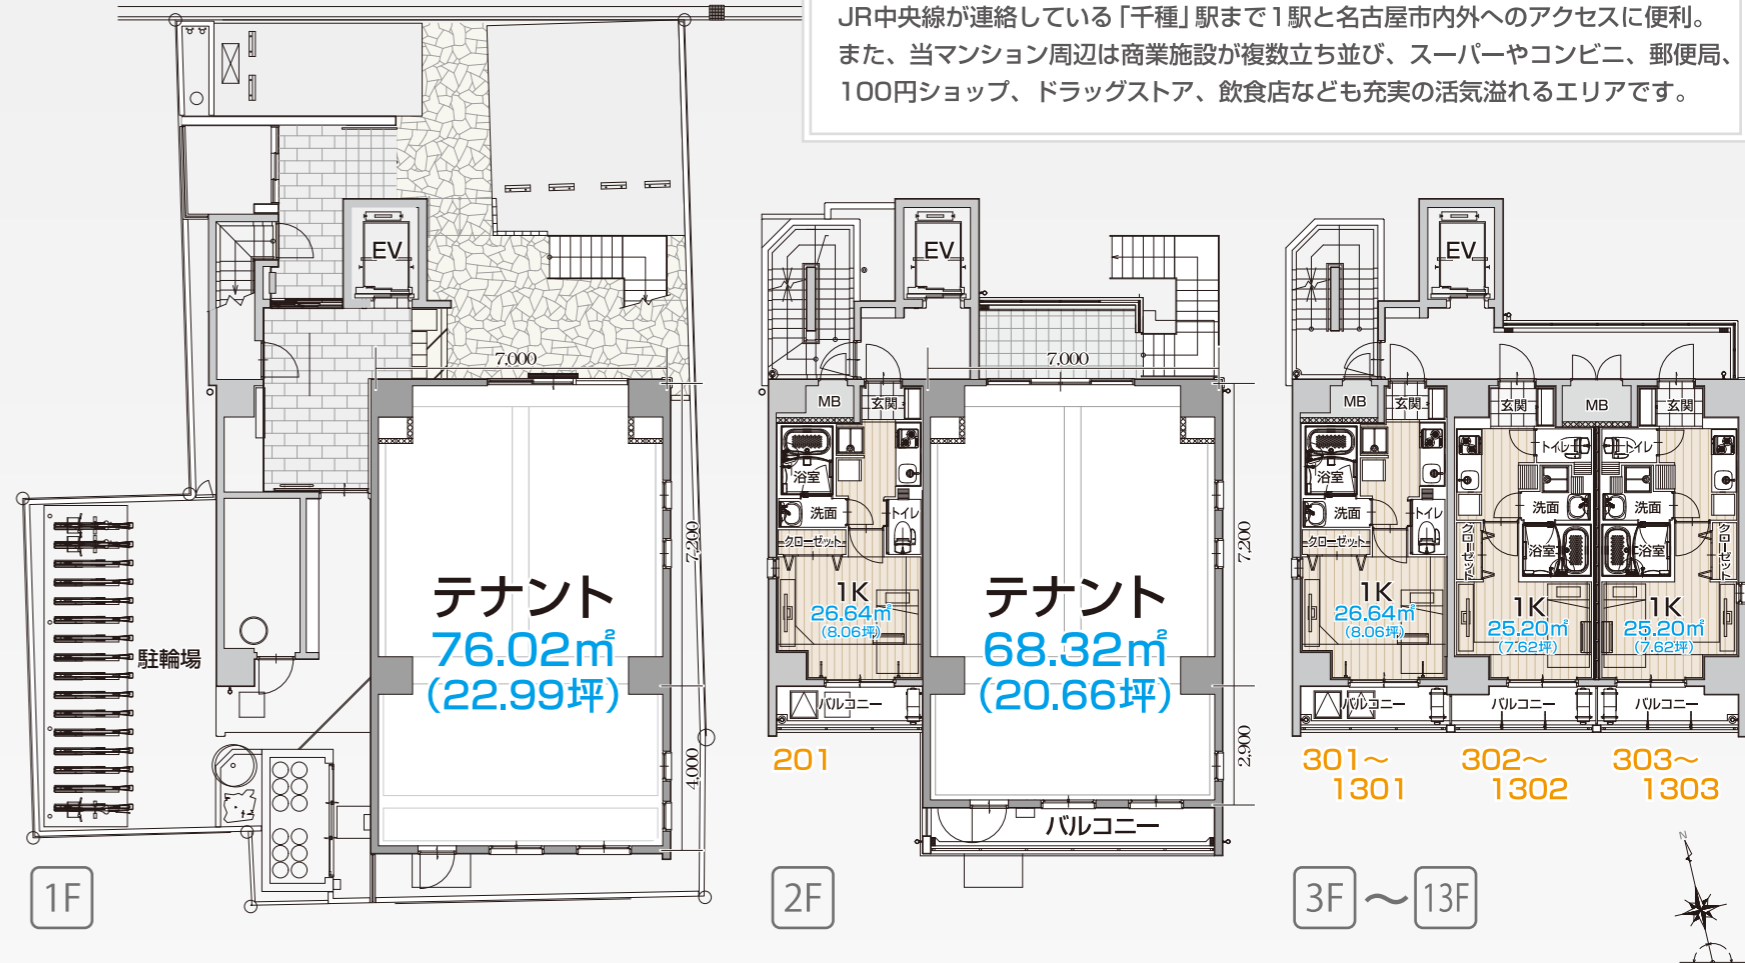 JR中央線が連絡している「千種」駅まで1駅と名古屋市内外へのアクセスに便利。
また、当マンション周辺は商業施設が複数立ち並び、スーパーやコンビニ、郵便局、
100円ショップ、ドラッグストア、飲食店なども充実の活気溢れるエリアです。
EV
7,000
テナント
76.02㎡
(22.99坪)
7,200
4,000
駐輪場
1F
EV
7,000
MB
玄関
浴室
洗面
トイレ
クローゼット
1K
26.64㎡
(8.06坪)
バルコニー
201
テナント
68.32㎡
(20.66坪)
7,200
2,900
バルコニー
2F
EV
MB
玄関
浴室
洗面
トイレ
クローゼット
1K
26.64㎡
(8.06坪)
バルコニー
301〜
1301
玄関
トイレ
洗面
浴室
クローゼット
1K
25.20㎡
(7.62坪)
バルコニー
302〜
1302
MB
玄関
トイレ
洗面
浴室
クローゼット
1K
25.20㎡
(7.62坪)
バルコニー
303〜
1303
3F 〜 13F
N